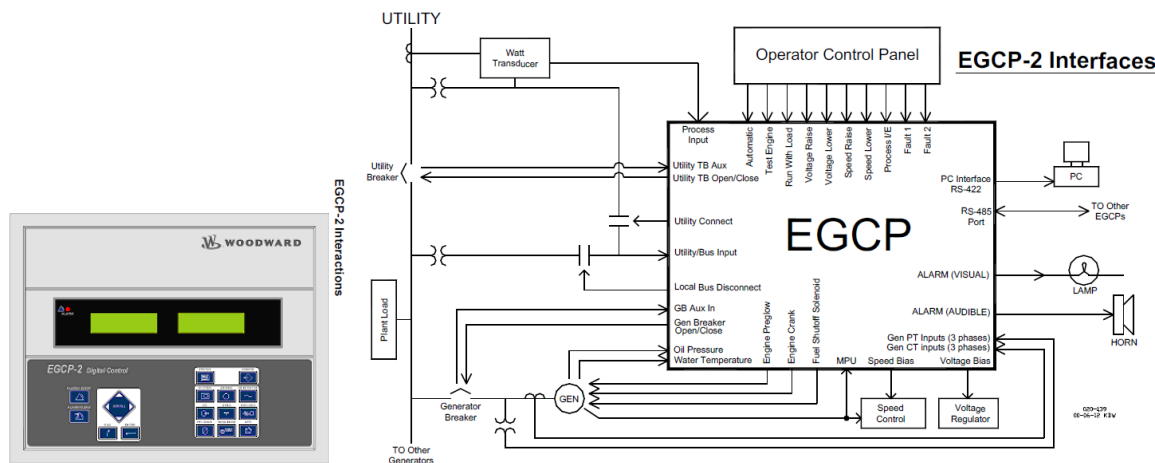 UTILITY
Watt
Transducer
Operator Control Panel
EGCP-2 Interfaces
Process
Input
Automatic
Test Engine
Run With Load
Voltage Raise
Voltage Lower
Speed Raise
Speed Lower
Process I/E
Fault 1
Fault 2
Utility
Breaker
Utility TB Aux
Utility TB Open/Close
PC Interface
RS-422
PC
RS-485
Port
TO Other
EGCPs
EGCP-2 Interactions
Utility Connect
EGCP
Utility/Bus Input
WOODWARD
ALARM (VISUAL)
LAMP
Local Bus Disconnect
Plant Load
GB Aux In
Gen Breaker
Open/Close
ALARM (AUDIBLE)
HORN
Engine Preglow
Engine Crank
Fuel Shutoff Solenoid
Gen PT Inputs (3 phases)
Gen CT inputs (3 phases)
Oil Pressure
Water Temperature
MPU
Speed Bias
Voltage Bias
EGCP-2 Digital Control
SCROLL
GEN
Generator
Breaker
Speed
Control
Voltage
Regulator
TO Other
Generators